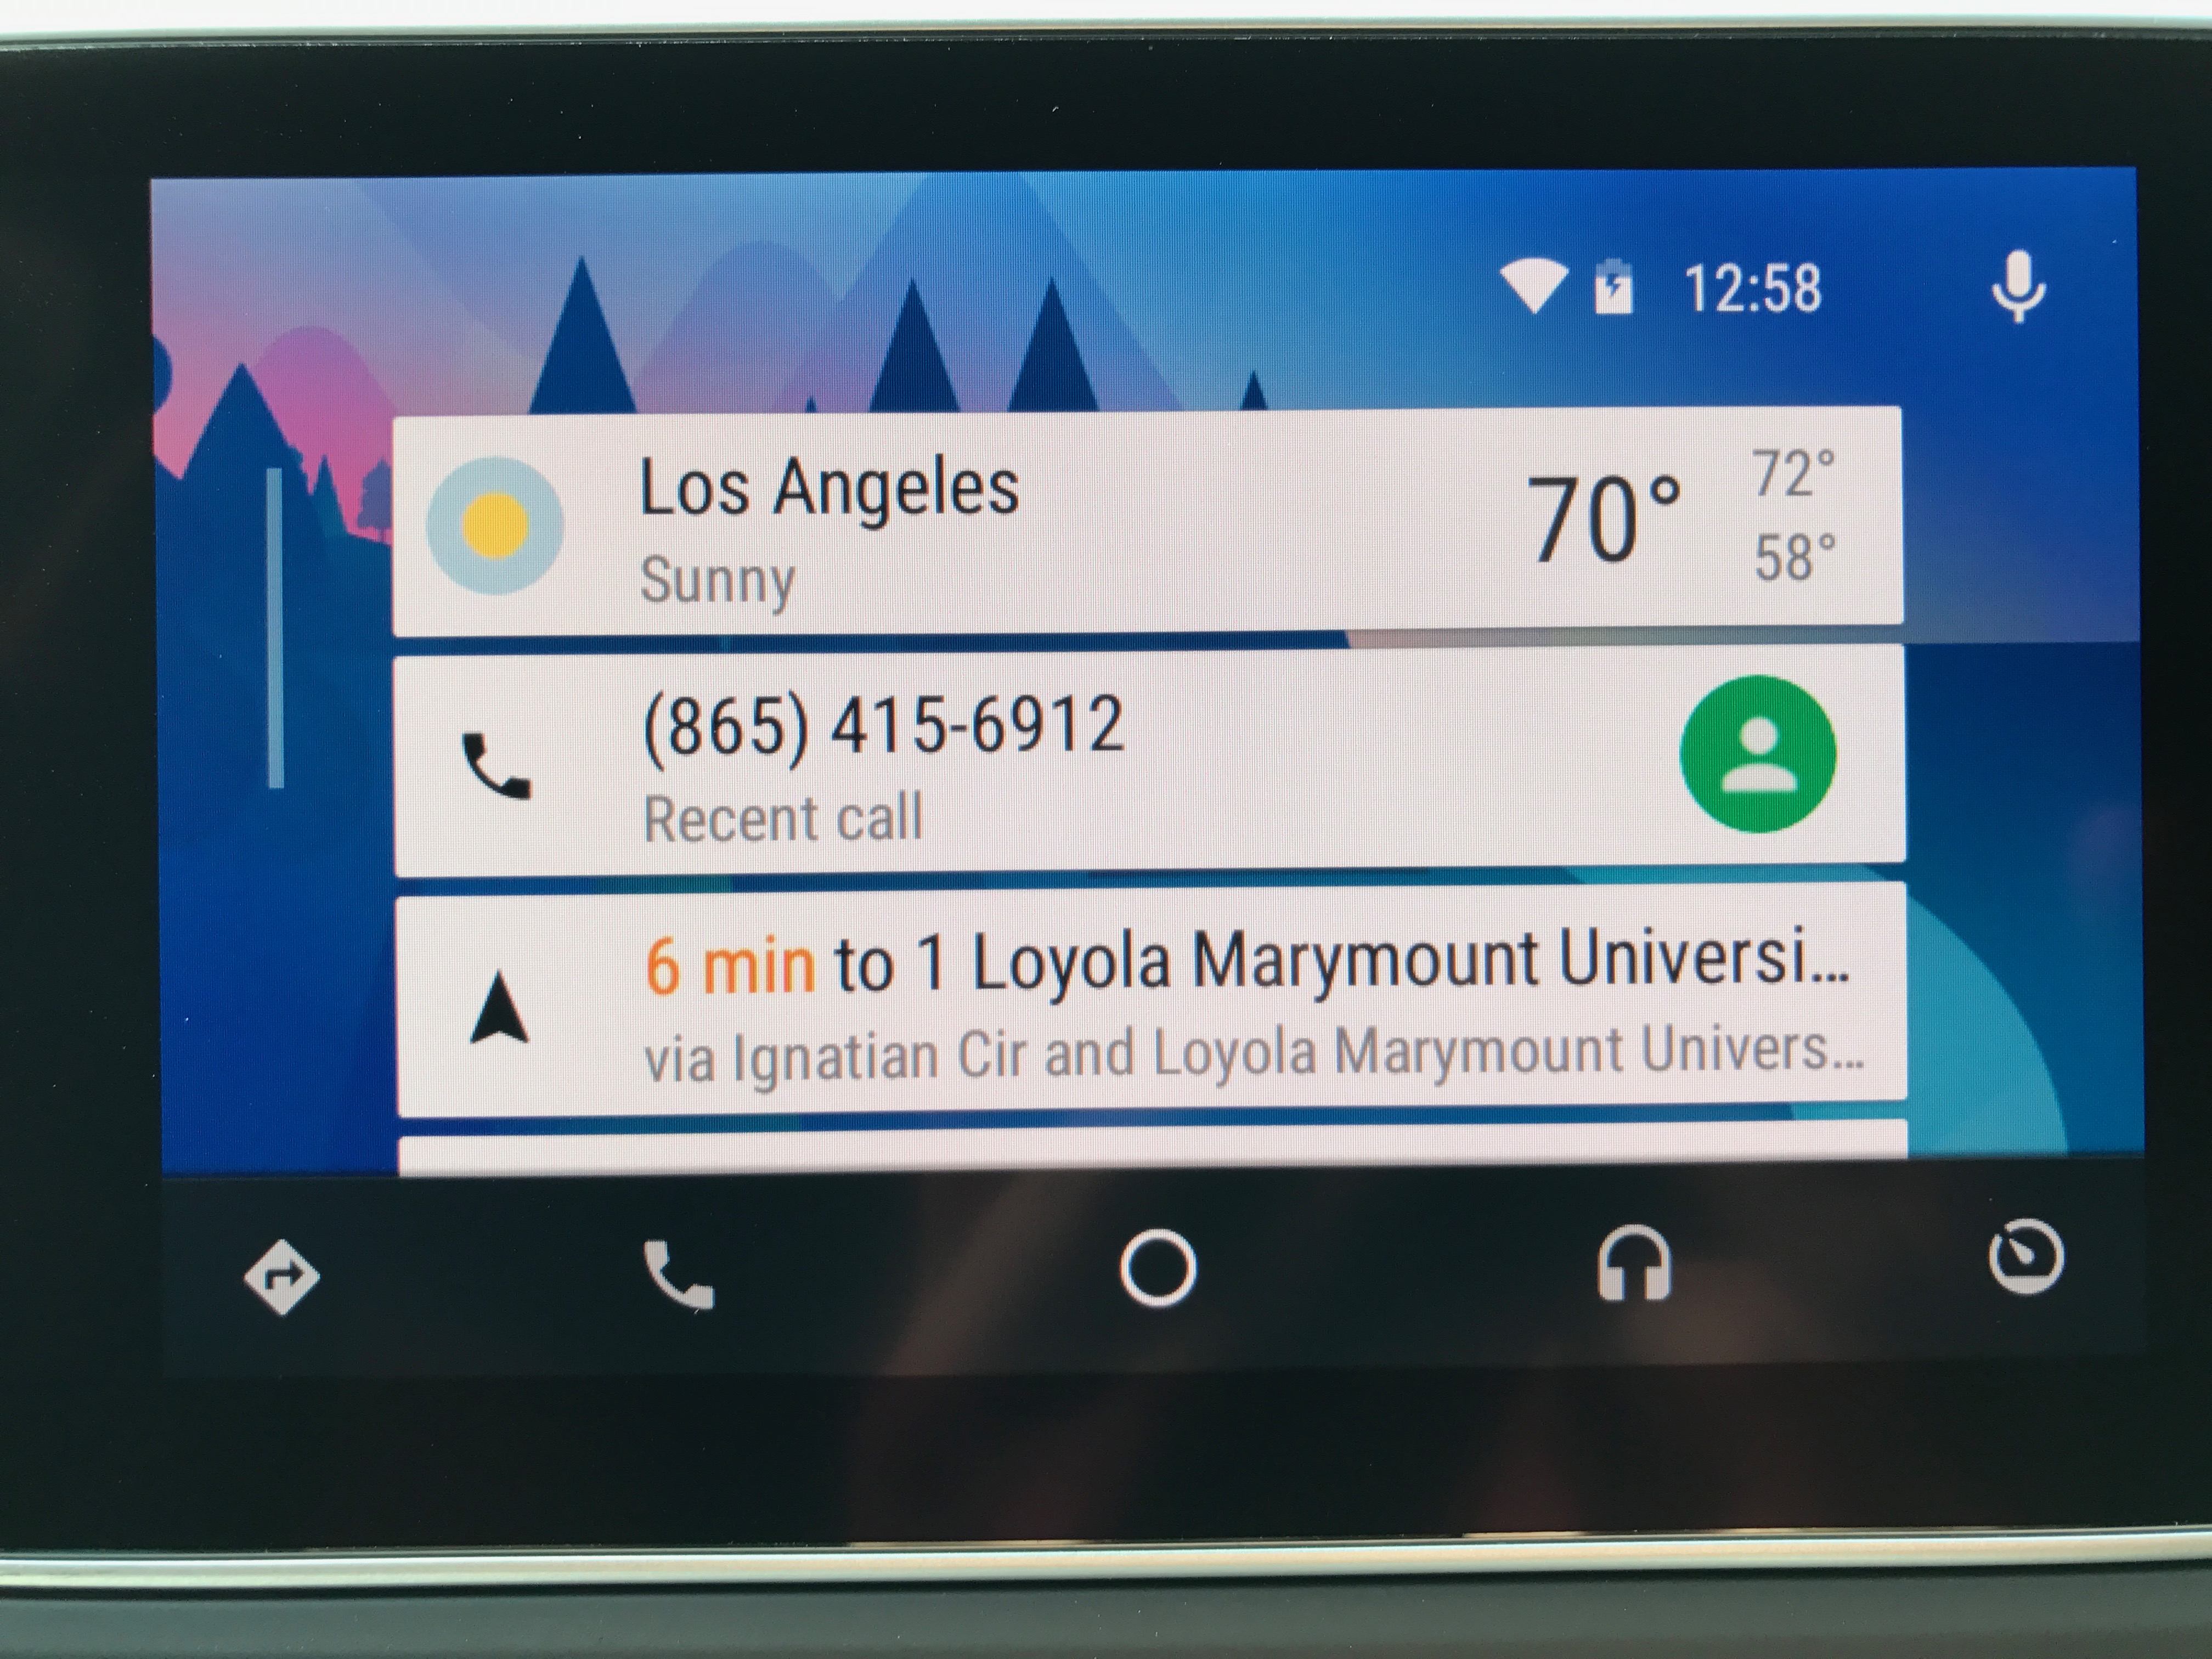 12:58
Los Angeles
70°
72°
58°
Sunny
(865) 415-6912
Recent call
6 min to 1 Loyola Marymount Universi...
via Ignatian Cir and Loyola Marymount Univers...